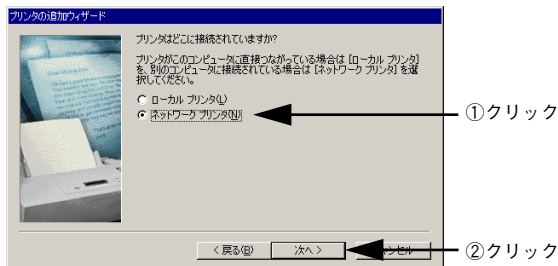 プリンタの追加ウィザード
プリンタはどこに接続されていますか?
プリンタがこのコンピュータに直接つながっている場合は [ローカル プリンタ]
を、別のコンピュータに接続されている場合は [ネットワーク プリンタ] を選
択してください。
ローカル プリンタ(L)
ネットワーク プリンタ(N)
①クリック
< 戻る(B)
次へ >
②クリック